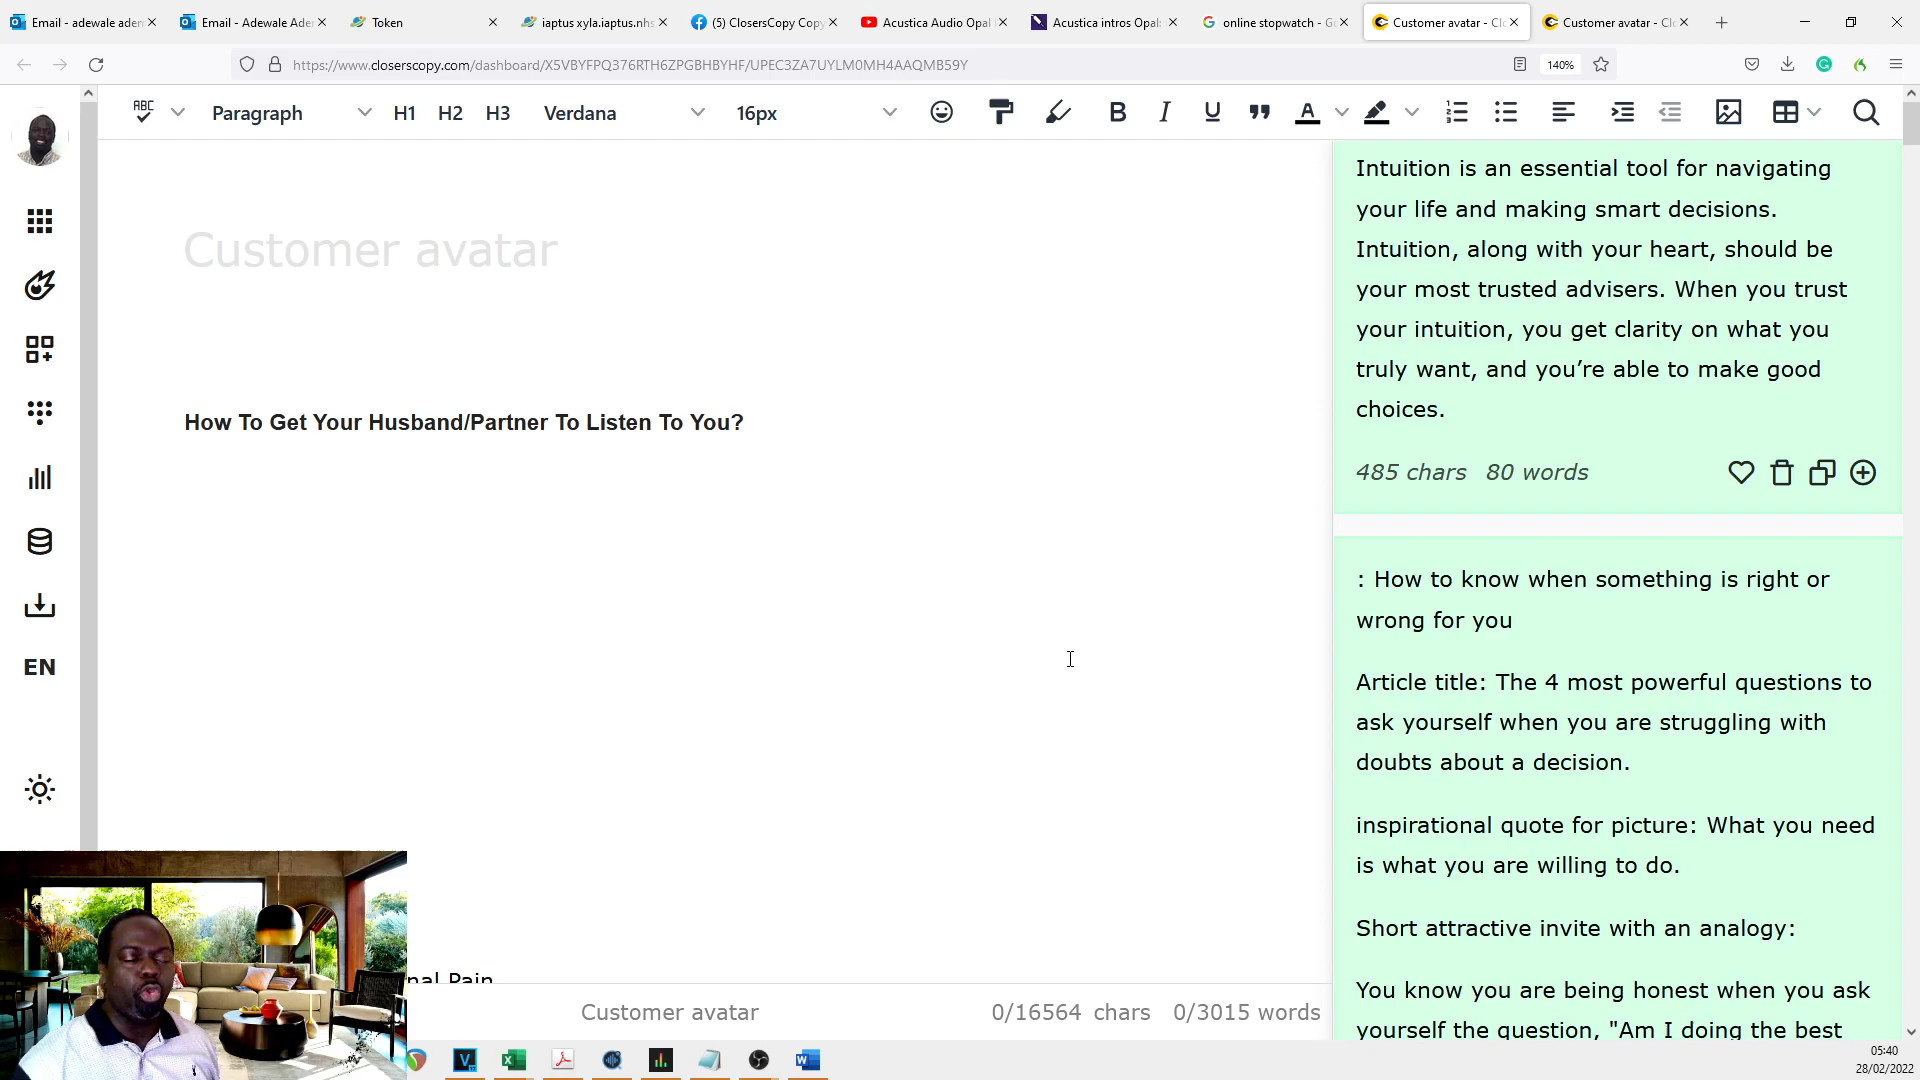 Email - adewale aden
Email - Adewale Ader
Token
iaptus xyla.iaptus.nhs
(5) ClosersCopy Copy
Acustica Audio Opal
Acustica intros Opal:
online stopwatch - Go
Customer avatar - Clo
Customer avatar - Clo
https://www.closerscopy.com/dashboard/X5VBYFPQ376RTH6ZPGBHBYHF/UPEC3ZA7UYLM0MH4AAQMB59Y
140%
ABC
Paragraph
H1
H2
H3
Verdana
16px
B
I
U
A
EN
Customer avatar
How To Get Your Husband/Partner To Listen To You?
nal Pain
Customer avatar
0/16564 chars
0/3015 words
Intuition is an essential tool for navigating
your life and making smart decisions.
Intuition, along with your heart, should be
your most trusted advisers. When you trust
your intuition, you get clarity on what you
truly want, and you’re able to make good
choices.
485 chars
80 words
: How to know when something is right or
wrong for you
Article title: The 4 most powerful questions to
ask yourself when you are struggling with
doubts about a decision.
inspirational quote for picture: What you need
is what you are willing to do.
Short attractive invite with an analogy:
You know you are being honest when you ask
yourself the question, "Am I doing the best
05:40
28/02/2022